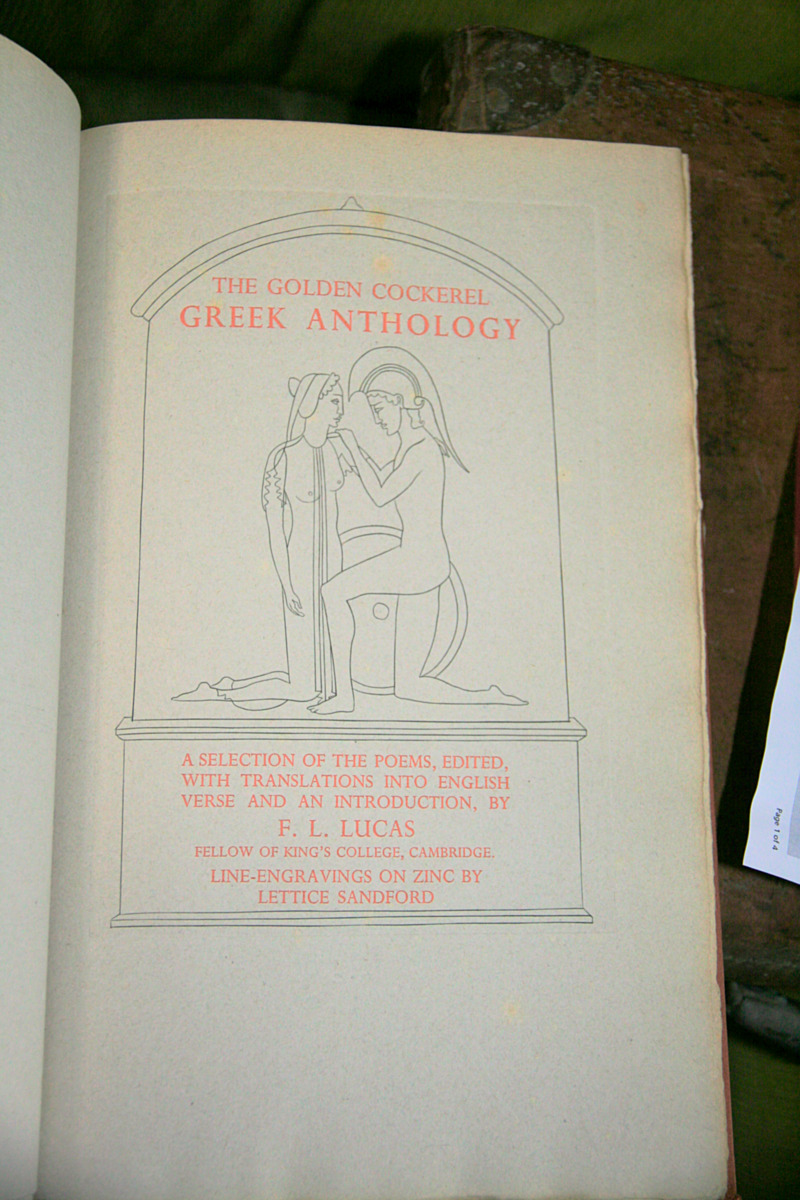 THE GOLDEN COCKEREL
GREEK ANTHOLOGY
A SELECTION OF THE POEMS, EDITED,
WITH TRANSLATIONS INTO ENGLISH
VERSE AND AN INTRODUCTION, BY
F. L. LUCAS
FELLOW OF KING'S COLLEGE, CAMBRIDGE.
LINE-ENGRAVINGS ON ZINC BY
LETTICE SANDFORD
Page 1 of 4